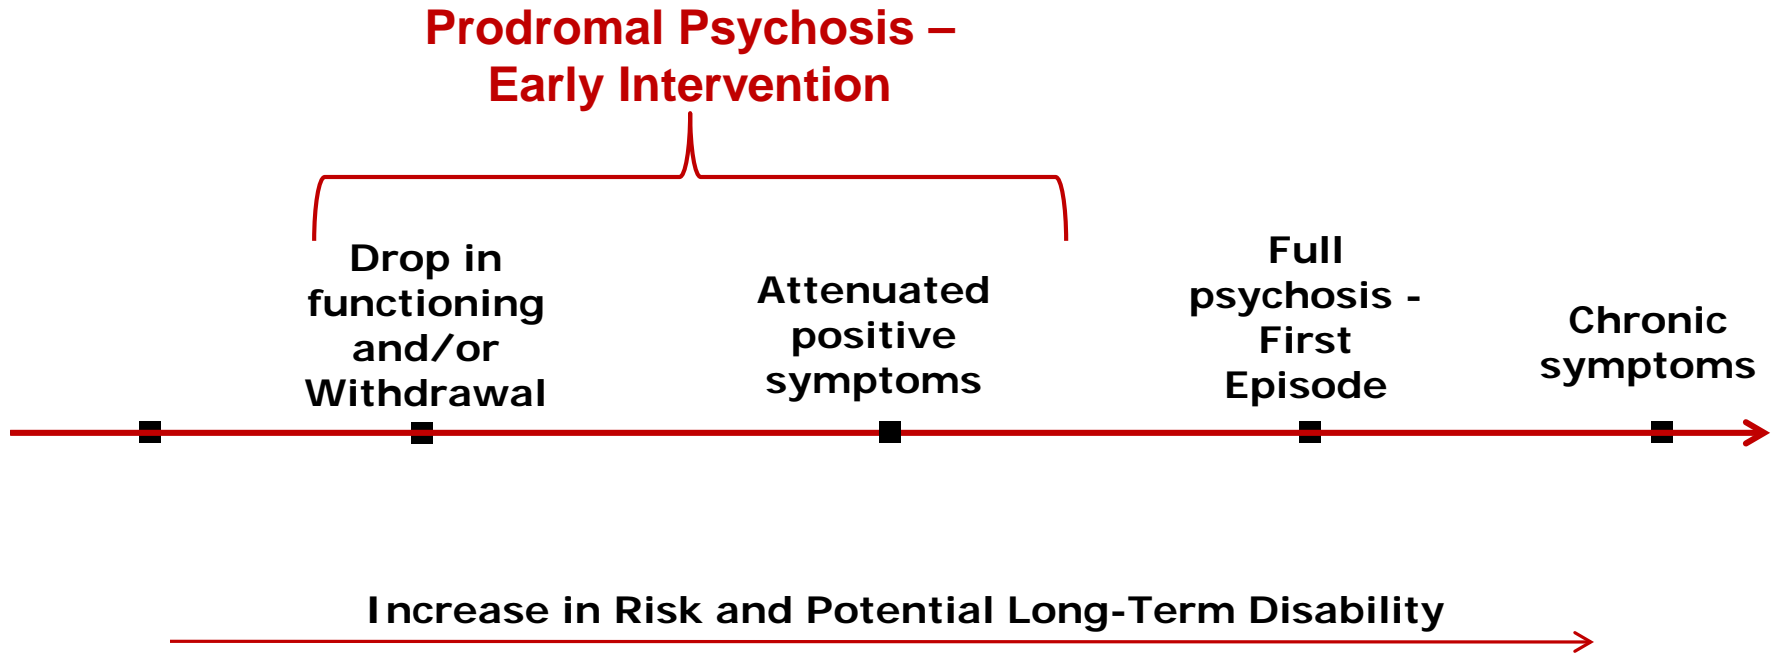 Prodromal Psychosis –
Early Intervention
Drop in
functioning
and/or
Withdrawal
Attenuated
positive
symptoms
Full
psychosis -
First
Episode
Chronic
symptoms
Increase in Risk and Potential Long-Term Disability